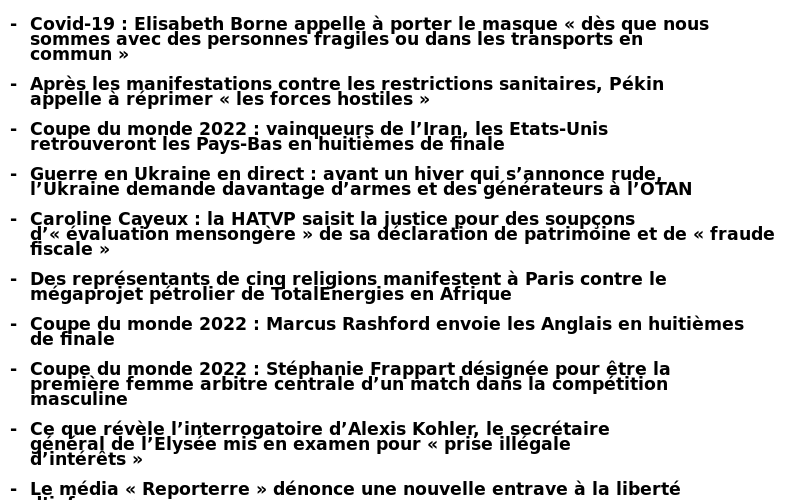 - Covid-19 : Elisabeth Borne appelle à porter le masque « dès que nous
sommes avec des personnes fragiles ou dans les transports en
commun »
- Après les manifestations contre les restrictions sanitaires, Pékin
appelle à réprimer « les forces hostiles »
- Coupe du monde 2022 : vainqueurs de l’Iran, les Etats-Unis
retrouveront les Pays-Bas en huitièmes de finale
- Guerre en Ukraine en direct : avant un hiver qui s’annonce rude,
l’Ukraine demande davantage d’armes et des générateurs à l’OTAN
- Caroline Cayeux : la HATVP saisit la justice pour des soupçons
d’« évaluation mensongère » de sa déclaration de patrimoine et de « fraude
fiscale »
- Des représentants de cinq religions manifestent à Paris contre le
mégaprojet pétrolier de TotalEnergies en Afrique
- Coupe du monde 2022 : Marcus Rashford envoie les Anglais en huitièmes
de finale
- Coupe du monde 2022 : Stéphanie Frappart désignée pour être la
première femme arbitre centrale d’un match dans la compétition
masculine
- Ce que révèle l’interrogatoire d’Alexis Kohler, le secrétaire
général de l’Elysée mis en examen pour « prise illégale
d’intérêts »
- Le média « Reporterre » dénonce une nouvelle entrave à la liberté